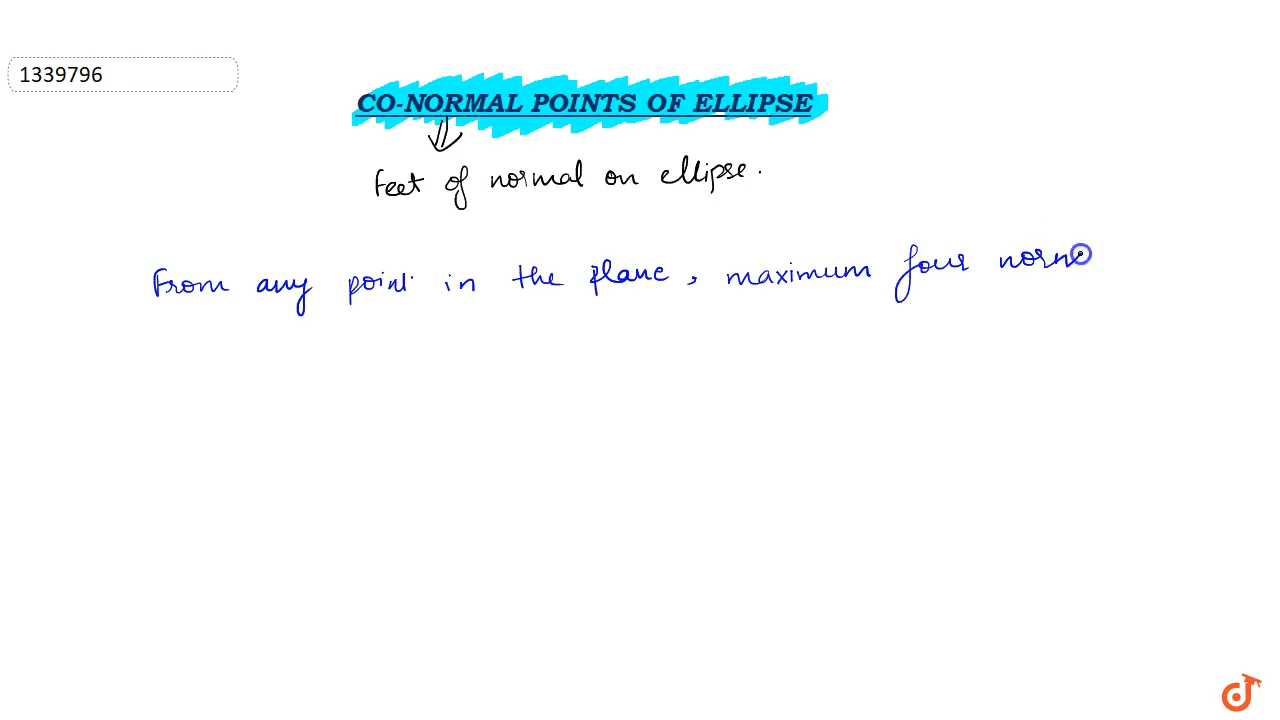 1339796
CO-NORMAL POINTS OF ELLIPSE
Feet of normal on ellipse.
From any point in the plane, maximum four norm